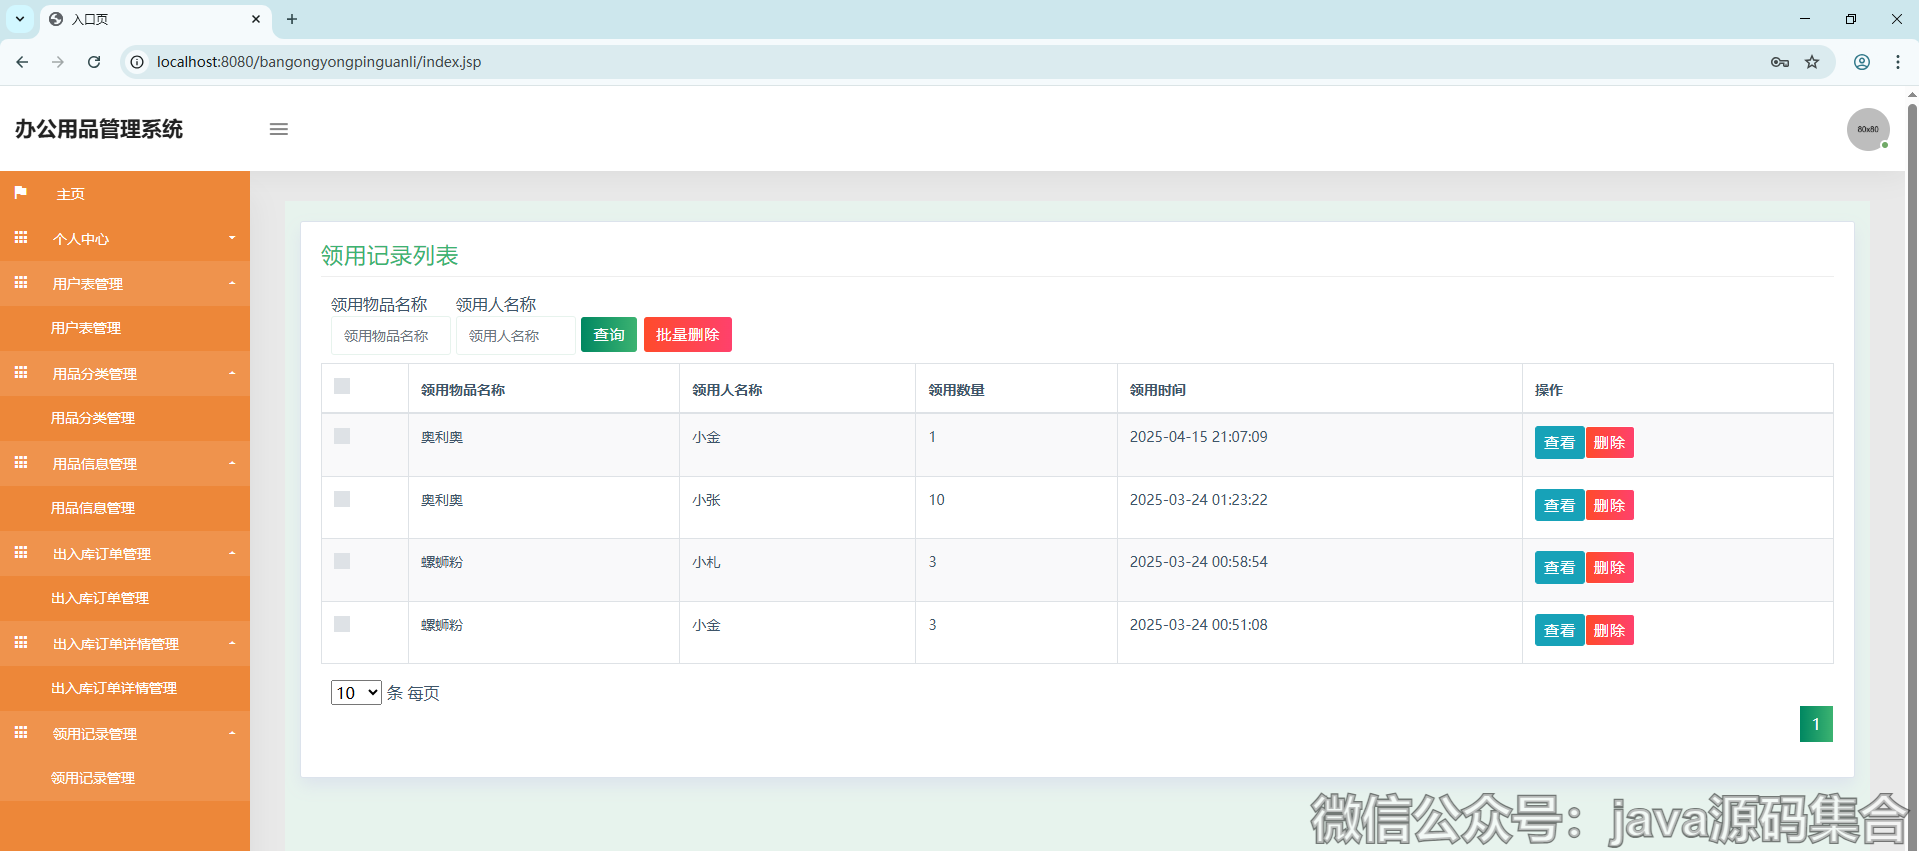 入口页
localhost:8080/bangongyongpinguanli/index.jsp
办公用品管理系统
80x80
主页
个人中心
用户表管理
用户表管理
用品分类管理
用品分类管理
用品信息管理
用品信息管理
出入库订单管理
出入库订单管理
出入库订单详情管理
出入库订单详情管理
领用记录管理
领用记录管理
领用记录列表
领用物品名称 领用人名称
领用物品名称 领用人名称 查询 批量删除
领用物品名称 领用人名称 领用数量 领用时间 操作
奥利奥 小金 1 2025-04-15 21:07:09 查看 删除
奥利奥 小张 10 2025-03-24 01:23:22 查看 删除
螺蛳粉 小札 3 2025-03-24 00:58:54 查看 删除
螺蛳粉 小金 3 2025-03-24 00:51:08 查看 删除
10 条 每页
1
微信公众号：java源码集合